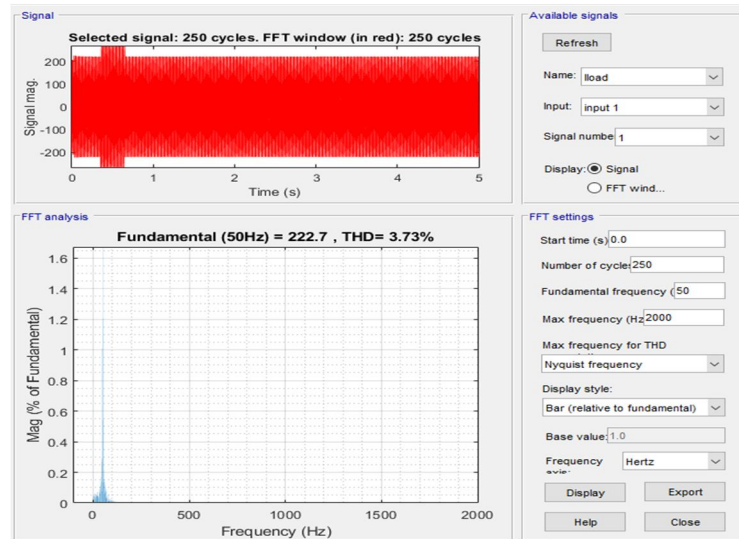 Signal
Selected signal: 250 cycles. FFT window (in red): 250 cycles
200
100
0
-100
-200
Signal mag.
0 1 2 3 4 5
Time (s)
Available signals
Refresh
Name: Iload
Input: input 1
Signal numbe 1
Display: Signal
FFT wind...
FFT analysis
Fundamental (50Hz) = 222.7 , THD= 3.73%
1.6
1.4
1.2
1
0.8
0.6
0.4
0.2
0
Mag (% of Fundamental)
0 500 1000 1500 2000
Frequency (Hz)
FFT settings
Start time (s) 0.0
Number of cycle 250
Fundamental frequency ( 50
Max frequency (Hz 2000
Max frequency for THD
Nyquist frequency
Display style:
Bar (relative to fundamental)
Base value: 1.0
Frequency Hertz
Display Export
Help Close